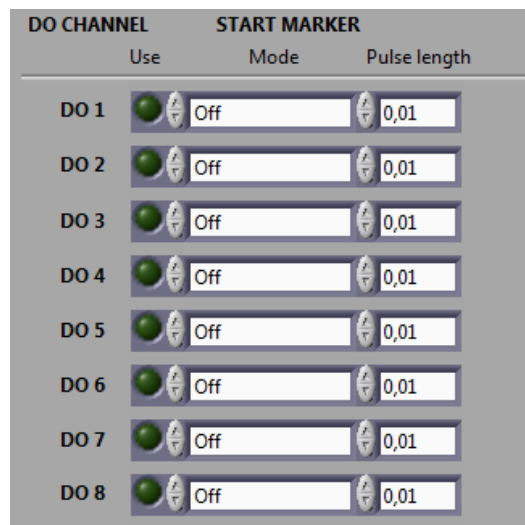 DO CHANNEL START MARKER
Use Mode Pulse length
DO 1 Off 0,01
DO 2 Off 0,01
DO 3 Off 0,01
DO 4 Off 0,01
DO 5 Off 0,01
DO 6 Off 0,01
DO 7 Off 0,01
DO 8 Off 0,01